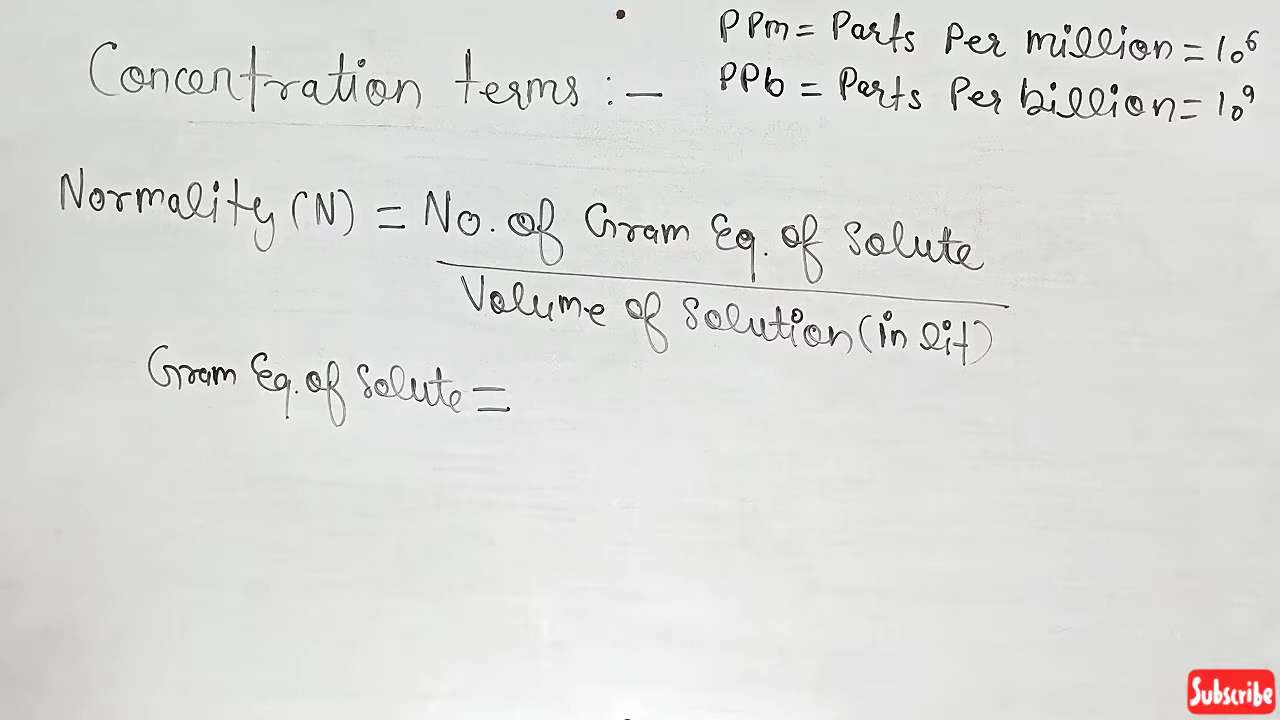 PPm = Parts Per million = 10⁶
PPb = Parts Per billion = 10⁹
Concentration terms :-
Normality (N) = No. of Gram Eq. of Solute
Volume of Solution (in lit)
Gram Eq. of Solute =
Subscribe